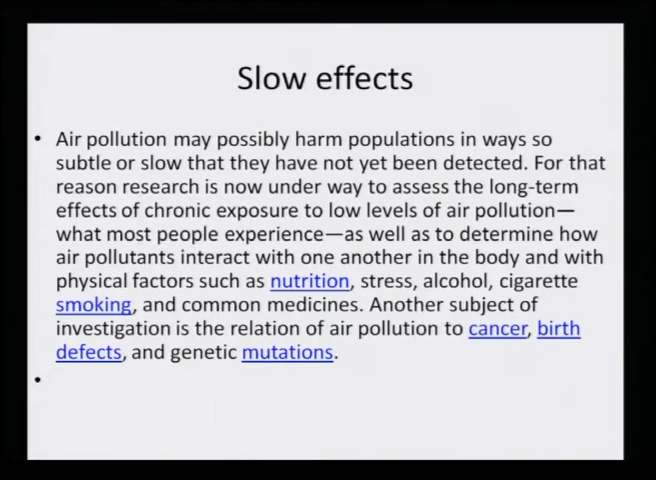 Slow effects
• Air pollution may possibly harm populations in ways so
subtle or slow that they have not yet been detected. For that
reason research is now under way to assess the long-term
effects of chronic exposure to low levels of air pollution—
what most people experience—as well as to determine how
air pollutants interact with one another in the body and with
physical factors such as nutrition, stress, alcohol, cigarette
smoking, and common medicines. Another subject of
investigation is the relation of air pollution to cancer, birth
defects, and genetic mutations.
•